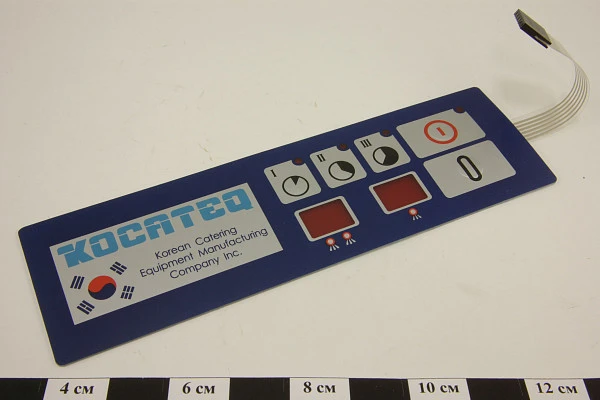 KOCATEQ
Korean Catering
Equipment Manufacturing
Company Inc.
I
II
III
I
0
4 см
6 см
8 см
10 см
12 см